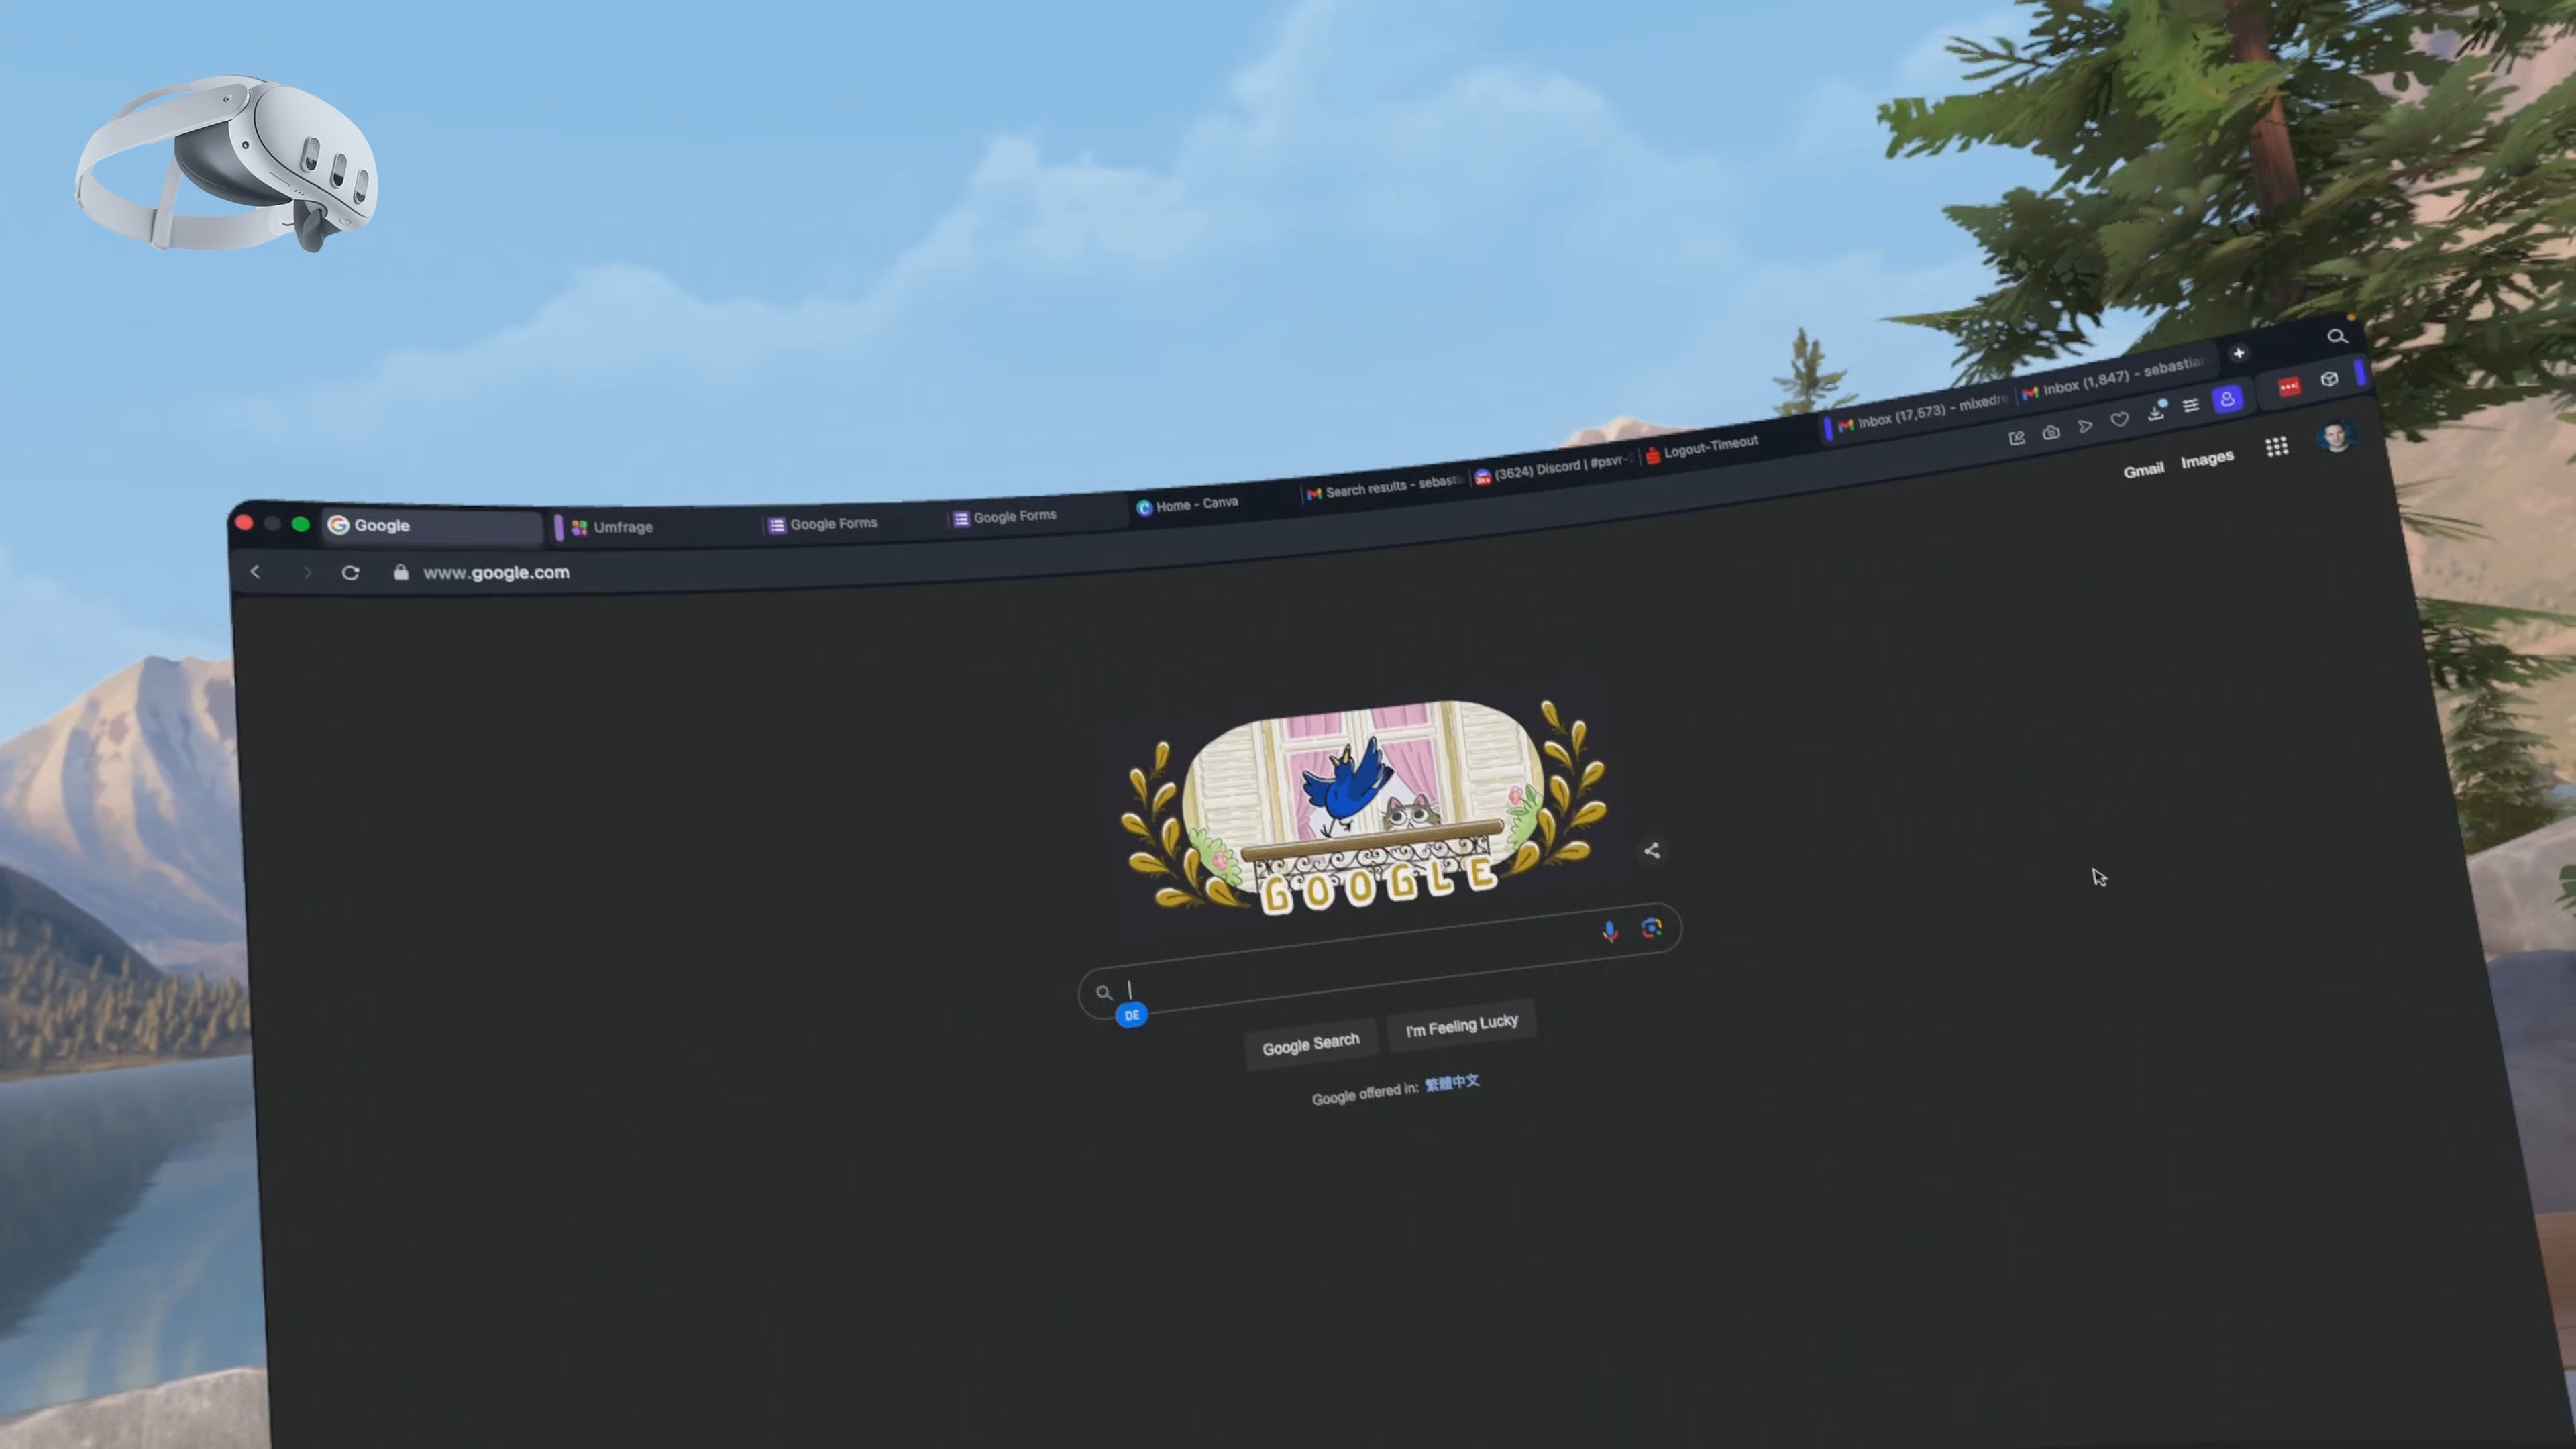 Google
Umfrage
Google Forms
Google Forms
Home - Canva
Search results - sebasti
(3624) Discord | #psvr-
Logout-Timeout
Inbox (17,573) - mixedre
Inbox (1,847) - sebastian
www.google.com
Gmail Images
GOOGLE
DE
Google Search
I'm Feeling Lucky
Google offered in: 繁體中文